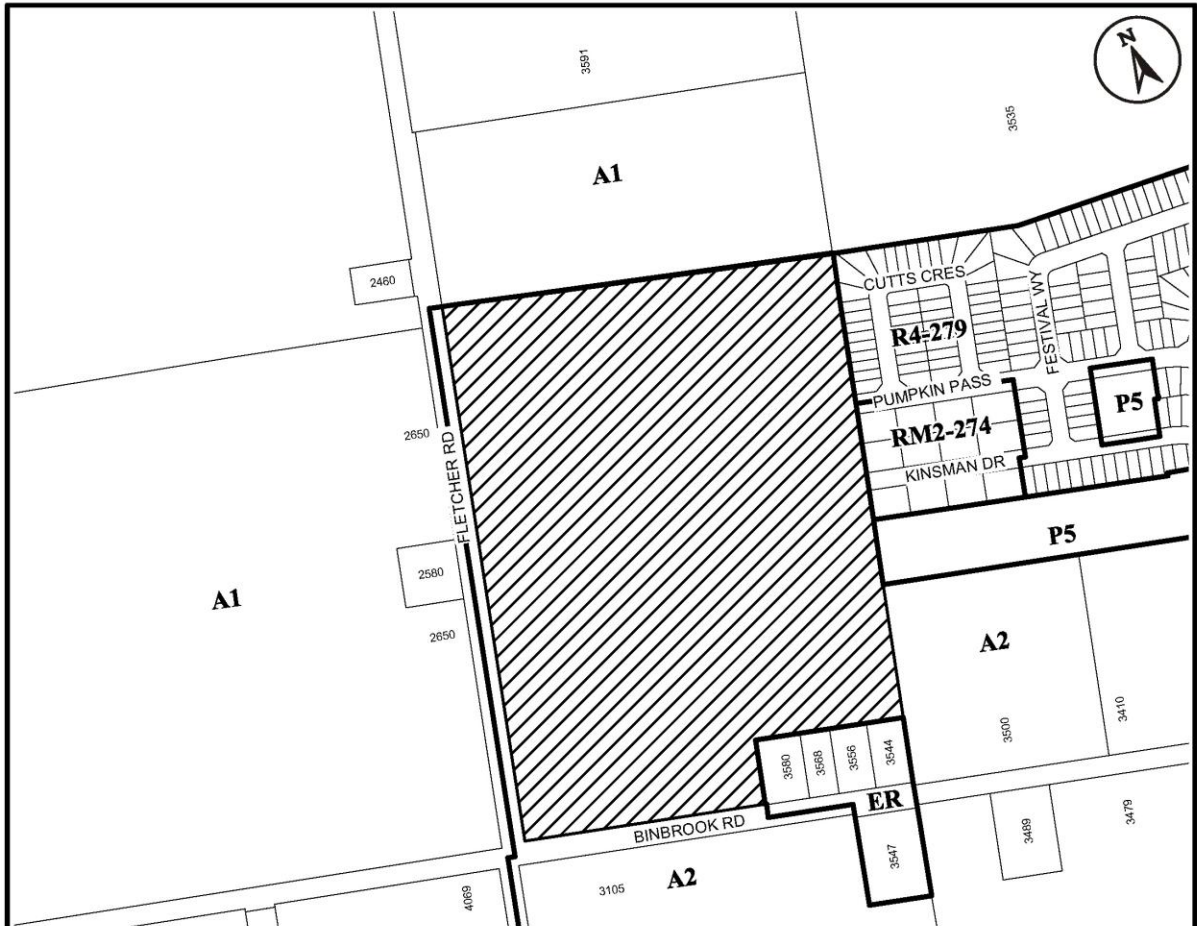 3591
N
3535
A1
2460
CUTTS CRES
FESTIVAL WY
R4-279
PUMPKIN PASS
P5
2650
FLETCHER RD
RM2-274
KINSMAN DR
P5
2580
A1
2650
A2
3500
3410
3580
3568
3556
3544
ER
BINBROOK RD
3547
3489
3479
4069
3105
A2